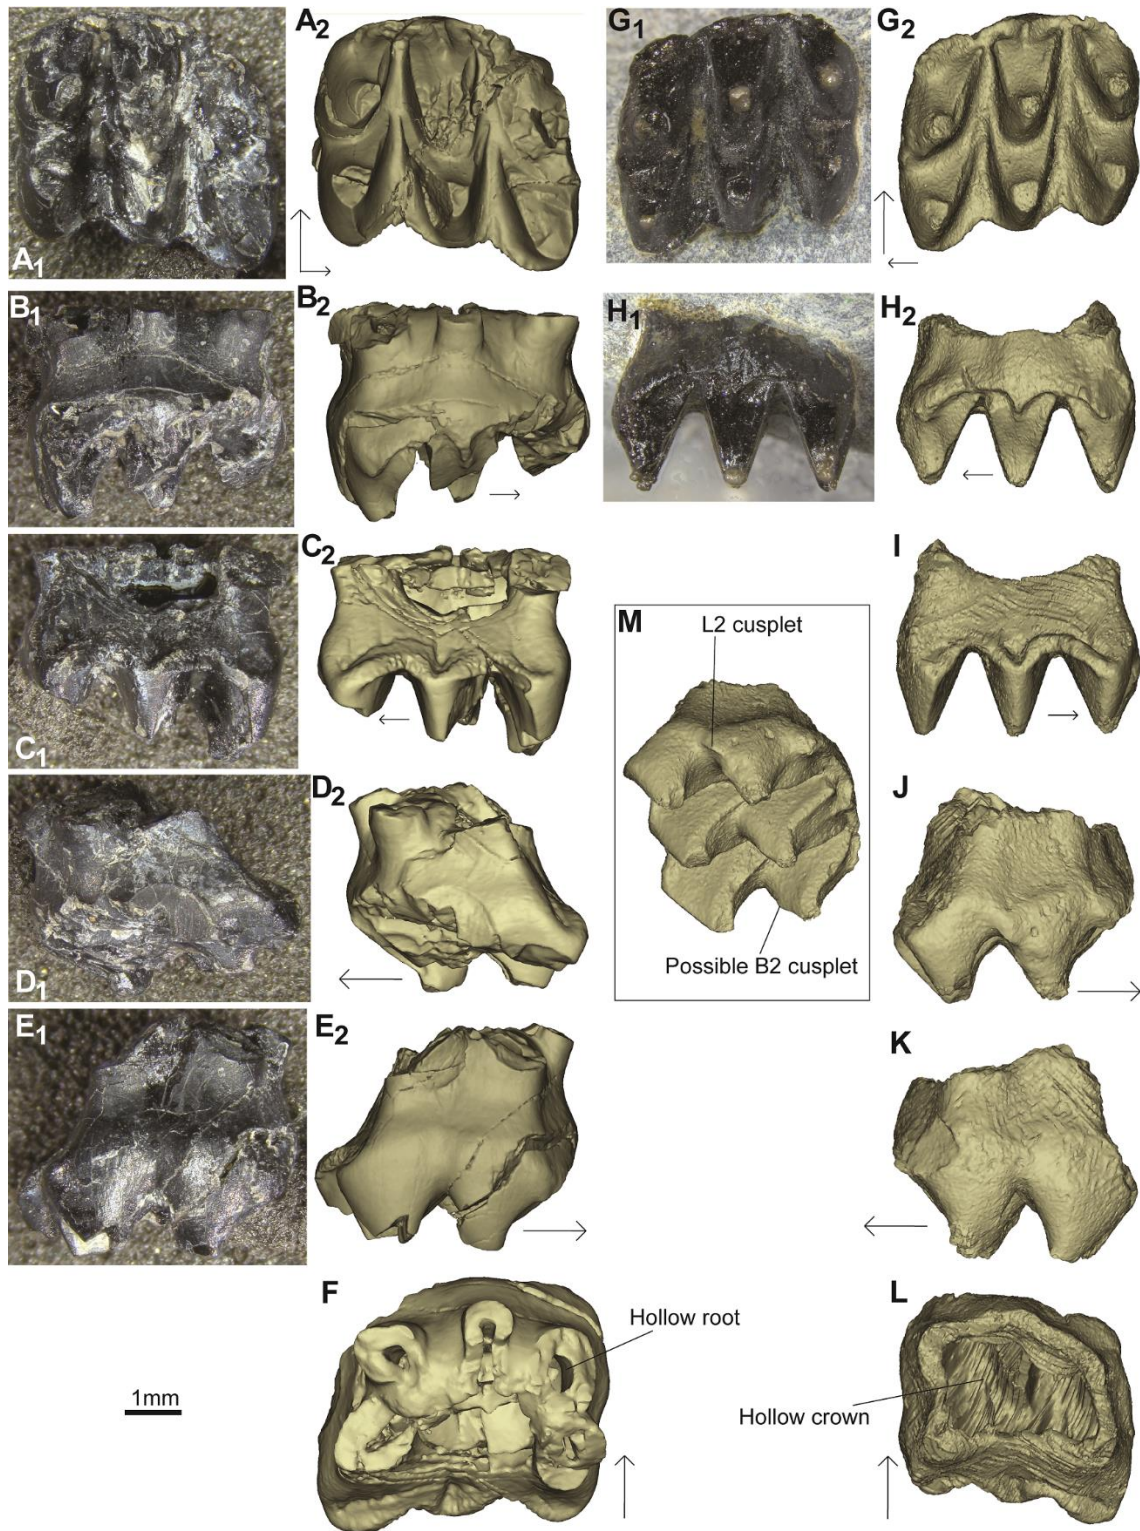 A1
A2
G1
G2
B1
B2
H1
H2
C1
C2
I
M
L2 cusplet
Possible B2 cusplet
D1
D2
J
E1
E2
K
F
Hollow root
L
Hollow crown
1mm